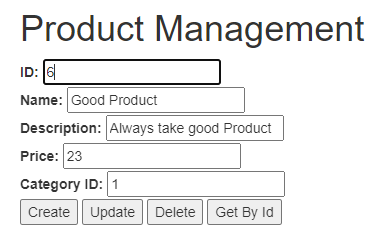 Product Management
ID: 6
Name: Good Product
Description: Always take good Product
Price: 23
Category ID: 1
Create Update Delete Get By Id